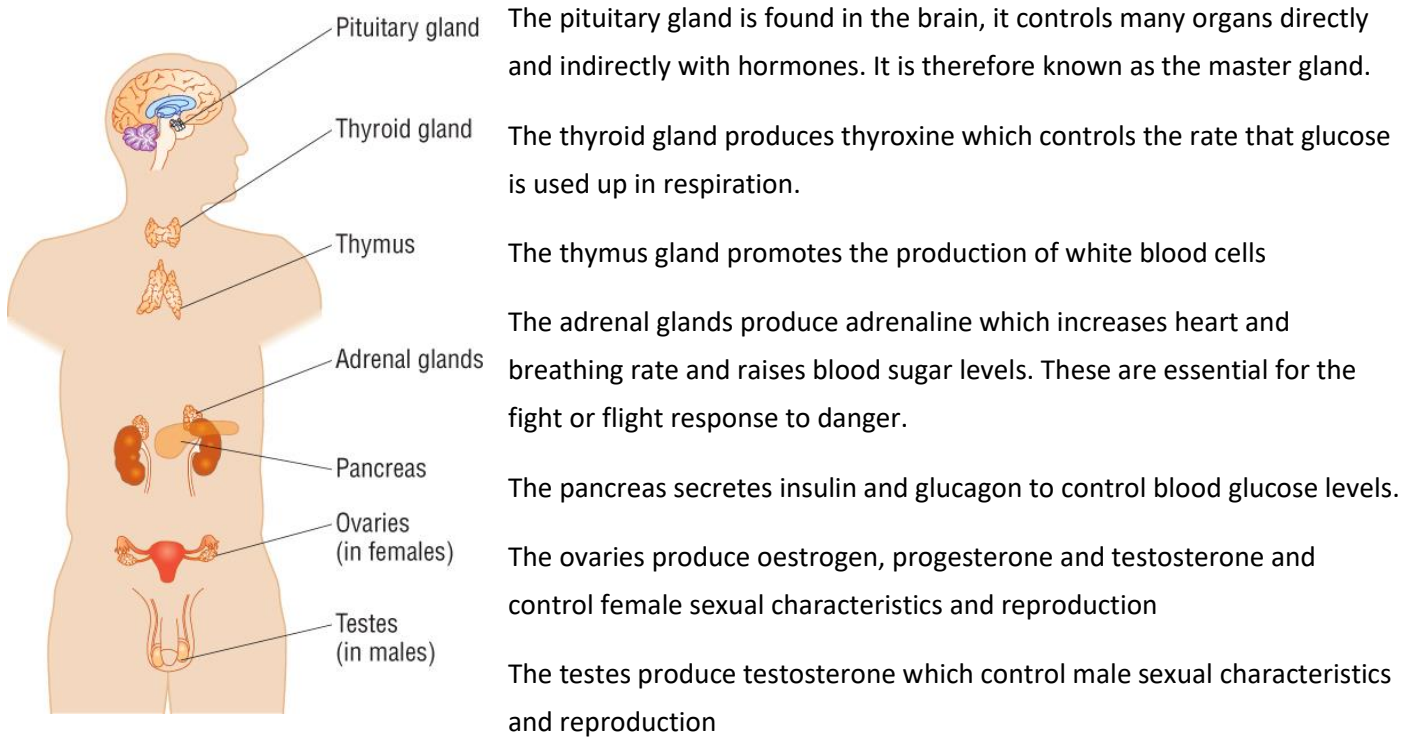 Pituitary gland
The pituitary gland is found in the brain, it controls many organs directly
and indirectly with hormones. It is therefore known as the master gland.
Thyroid gland
The thyroid gland produces thyroxine which controls the rate that glucose
is used up in respiration.
Thymus
The thymus gland promotes the production of white blood cells
Adrenal glands
The adrenal glands produce adrenaline which increases heart and
breathing rate and raises blood sugar levels. These are essential for the
fight or flight response to danger.
Pancreas
The pancreas secretes insulin and glucagon to control blood glucose levels.
Ovaries
(in females)
The ovaries produce oestrogen, progesterone and testosterone and
control female sexual characteristics and reproduction
Testes
(in males)
The testes produce testosterone which control male sexual characteristics
and reproduction